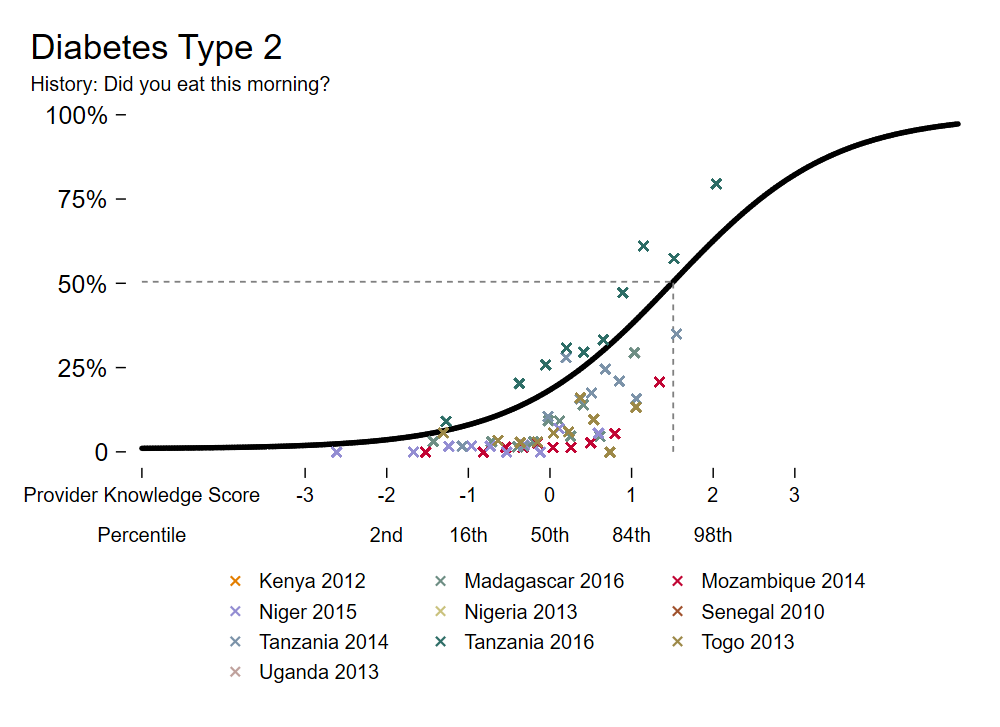 Diabetes Type 2
History: Did you eat this morning?
100%
75%
50%
25%
0
Provider Knowledge Score -3 -2 -1 0 1 2 3
Percentile 2nd 16th 50th 84th 98th
Kenya 2012 Madagascar 2016 Mozambique 2014
Niger 2015 Nigeria 2013 Senegal 2010
Tanzania 2014 Tanzania 2016 Togo 2013
Uganda 2013